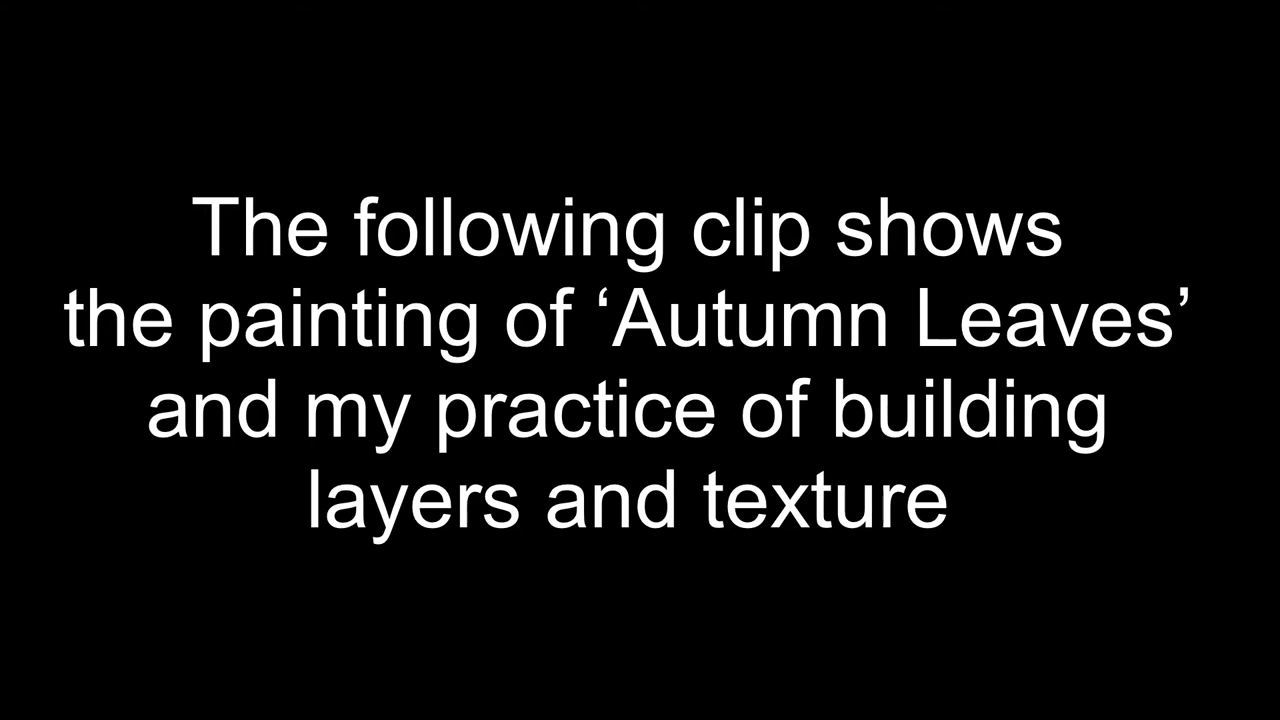 The following clip shows
the painting of ‘Autumn Leaves’
and my practice of building
layers and texture